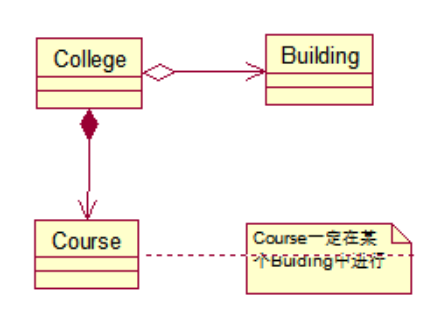 College
Building
Course
Course一定在某
个Building中进行